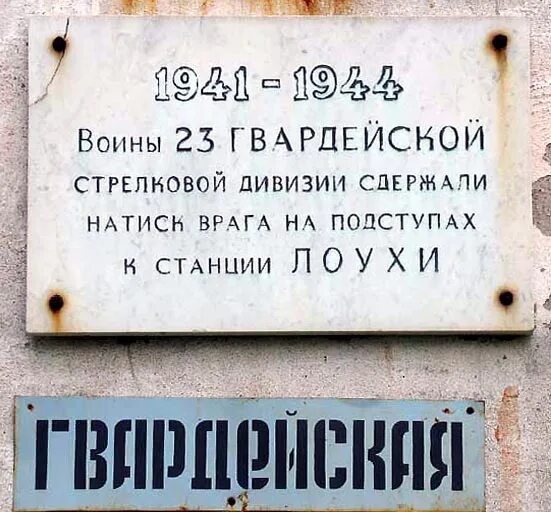 1941 - 1944
Воины 23 ГВАРДЕЙСКОЙ
СТРЕЛКОВОЙ ДИВИЗИИ СДЕРЖАЛИ
НАТИСК ВРАГА НА ПОДСТУПАХ
К СТАНЦИИ ЛОУХИ
ГВАРДЕЙСКАЯ